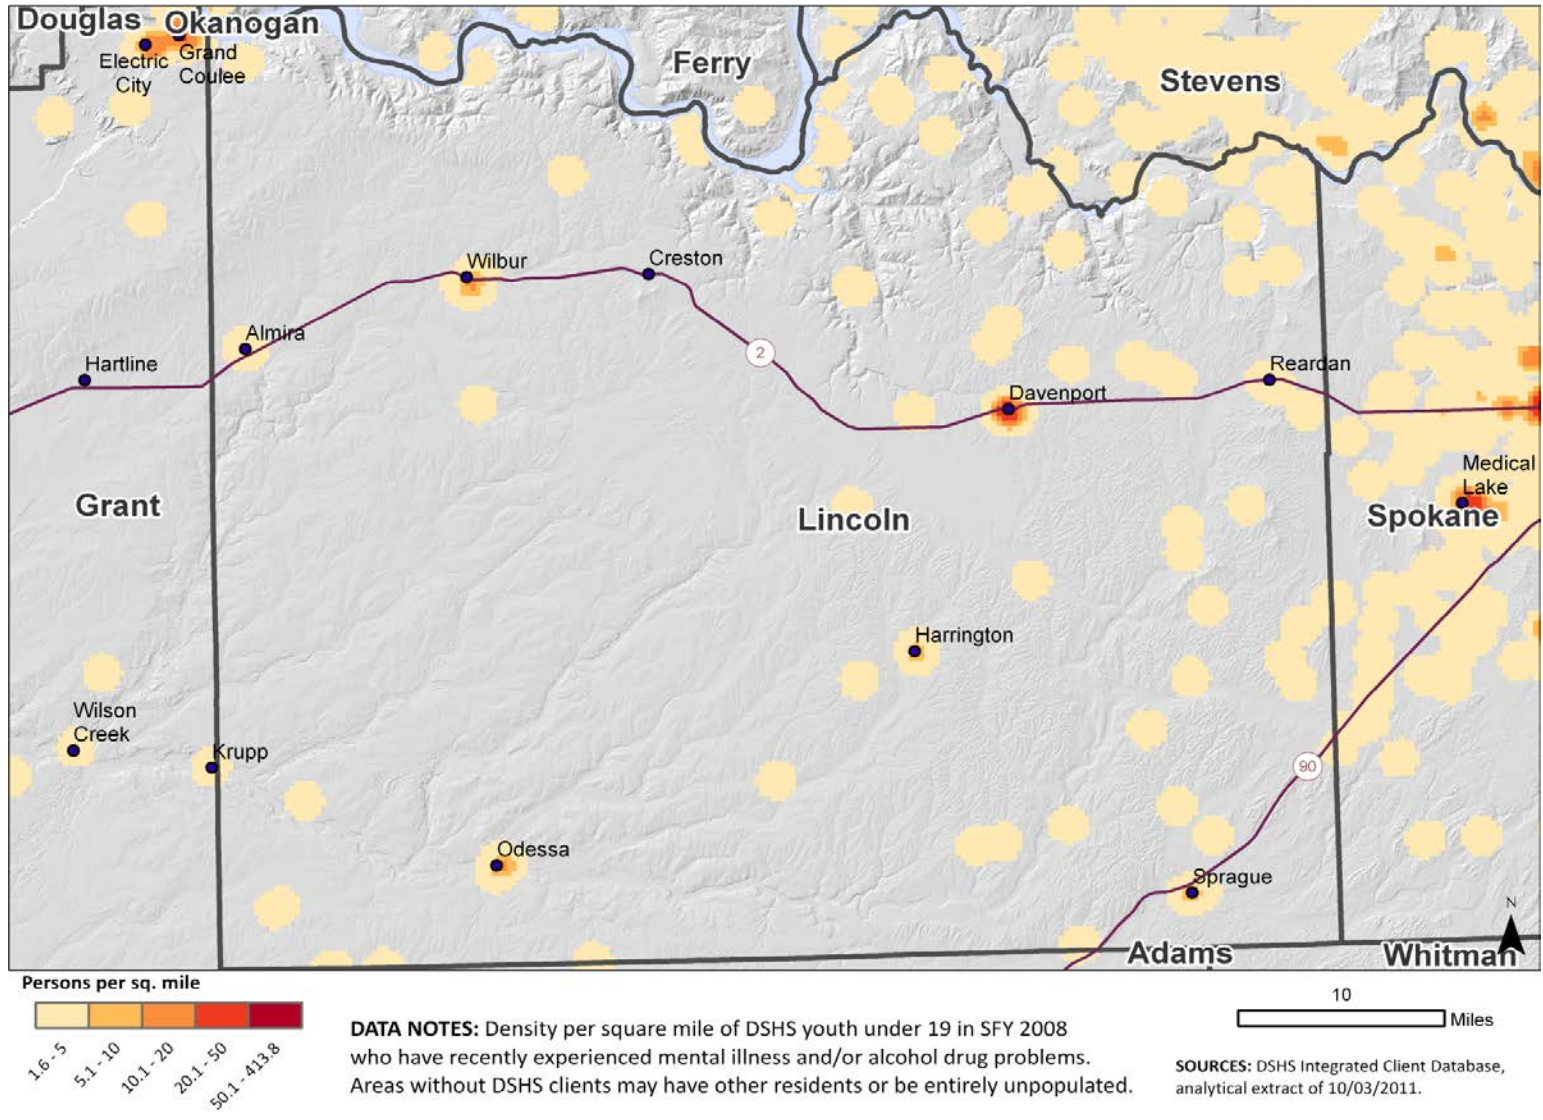 Douglas
Okanogan
Electric
City
Grand
Coulee
Ferry
Stevens
Wilbur
Creston
Almira
Hartline
2
Reardan
Davenport
Medical
Lake
Grant
Lincoln
Spokane
Harrington
Wilson
Creek
Krupp
90
Odessa
Sprague
N
Adams
Whitman
Persons per sq. mile
1.6 - 5
5.1 - 10
10.1 - 20
20.1 - 50
50.1 - 413.8
DATA NOTES: Density per square mile of DSHS youth under 19 in SFY 2008
who have recently experienced mental illness and/or alcohol drug problems.
Areas without DSHS clients may have other residents or be entirely unpopulated.
10
Miles
SOURCES: DSHS Integrated Client Database,
analytical extract of 10/03/2011.